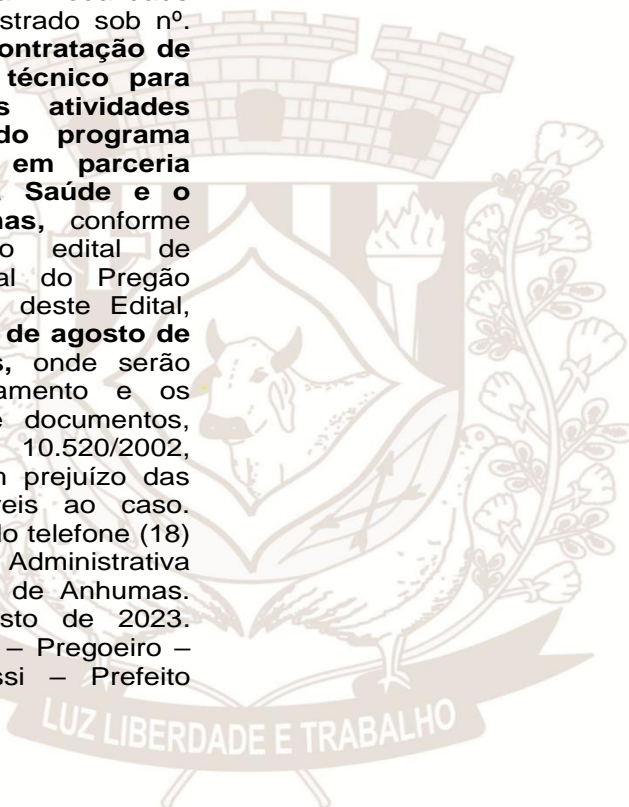 strado sob nº.
ontratação de
técnico para
s atividades
do programa
em parceria
Saúde e o
nas, conforme
o edital de
al do Pregão
deste Edital,
de agosto de
s, onde serão
amento e os
e documentos,
10.520/2002,
n prejuízo das
veis ao caso.
lo telefone (18)
Administrativa
de Anhumas.
sto de 2023.
– Pregoeiro –
ssi – Prefeito
LUZ LIBERDADE E TRABALHO